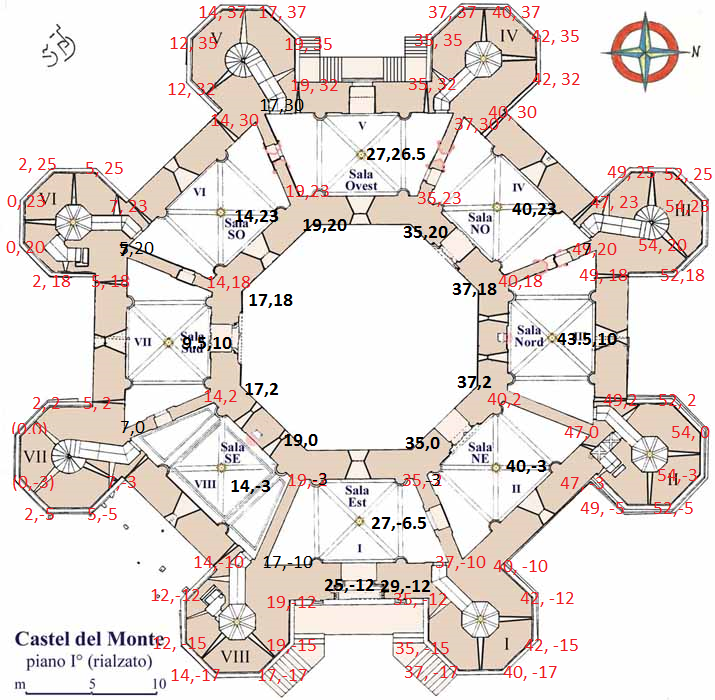 14, 37 17, 37 37, 37 40, 37
V IV N
12, 35 19, 35 35, 35 42, 35
12, 32 19, 32 35, 32 42, 32
17,30
14, 30 37,30 40, 30
V
27,26.5
Sala
Ovest
2, 25 5, 25 49, 25 52, 25
VI VI IV III
0,23 7, 23 14,23 19,23 35,23 40,23 47, 23 54,23
Sala
SO
Sala
NO
19,20 35,20
0, 20 5,20 49,20 54, 20
2, 18 5, 18 14,18 17,18 37,18 40,18 49,18 52,18
VII 9.5,10 43.5,10
Sala
Sud
Sala
Nord
III
2, 2 5, 2 14,2 17,2 37,2 40,2 49,2 52, 2
(0,0) 7,0 19,0 35,0 47,0 54,0
VII Sala
SE
VIII
Sala
NE
II
II
(0,-3) 7,-3 14,-3 19,-3 35,-3 40,-3 47,-3 54,-3
Sala
Est
27,-6.5
I
2,-5 5,-5 49, -5 52,-5
14,-10 17,-10 37,-10 40, -10
12,-12 19,-12 25,-12 29,-12 35,-12 42, -12
12, -15 19,-15 35,-15 42, -15
VIII I
14,-17 17,-17 37, -17 40, -17
Castel del Monte
piano I° (rialzato)
m 5 10